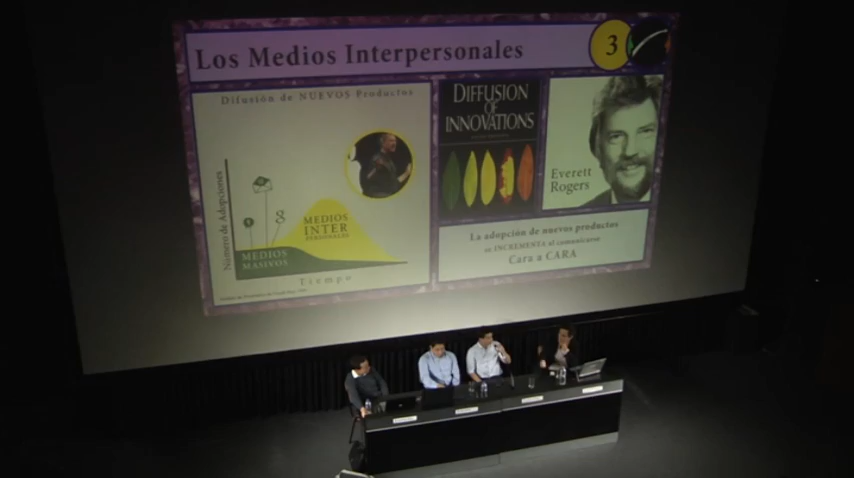 Los Medios Interpersonales
3
Difusión de NUEVOS Productos
Número de Adopciones
MEDIOS
INTER
PERSONALES
MEDIOS
MASIVOS
Tiempo
DIFFUSION
OF
INNOVATIONS
Everett
Rogers
La adopción de nuevos productos
se INCREMENTA al comunicarse
Cara a CARA